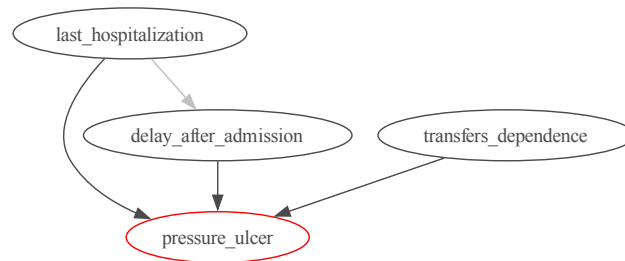 last_hospitalization
delay_after_admission
transfers_dependence
pressure_ulcer